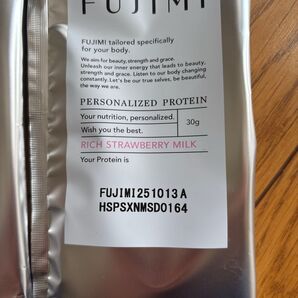 FUJIMI
FUJIMI tailored specifically
for your body.
We aim for beauty, strength and grace.
Unleash our inner energy that leads to beauty,
strength, and grace. Listen to our body changing
constantly. Let's be our true selves, be beautiful,
the way we want to.
PERSONALIZED PROTEIN
Your nutrition, personalized.
30g
Wish you the best.
RICH STRAWBERRY MILK
Your Protein is
FUJIMI251013A
HSPSXNMSD0164